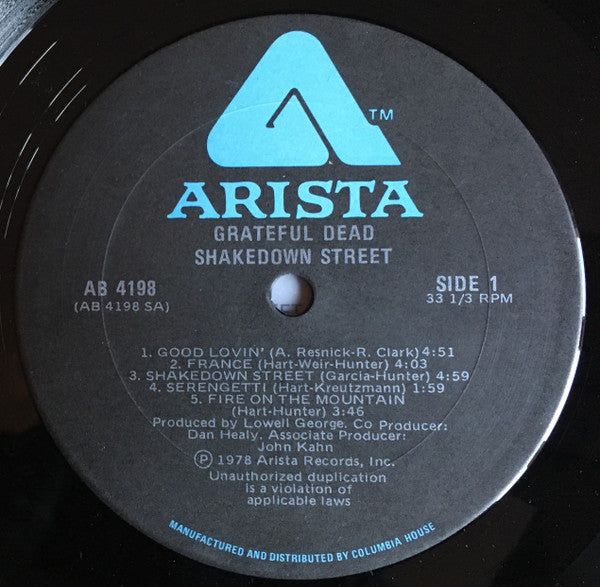 TM
ARISTA
GRATEFUL DEAD
SHAKEDOWN STREET
AB 4198
(AB 4198 SA)
SIDE 1
33 1/3 RPM
1. GOOD LOVIN' (A. Resnick-R. Clark) 4:51
2. FRANCE (Hart-Weir-Hunter) 4:03
3. SHAKEDOWN STREET (Garcia-Hunter) 4:59
4. SERENGETTI (Hart-Kreutzmann) 1:59
5. FIRE ON THE MOUNTAIN
(Hart-Hunter) 3:46
Produced by Lowell George. Co Producer:
Dan Healy. Associate Producer:
John Kahn
Ⓟ 1978 Arista Records, Inc.
Unauthorized duplication
is a violation of
applicable laws
MANUFACTURED AND DISTRIBUTED BY COLUMBIA HOUSE